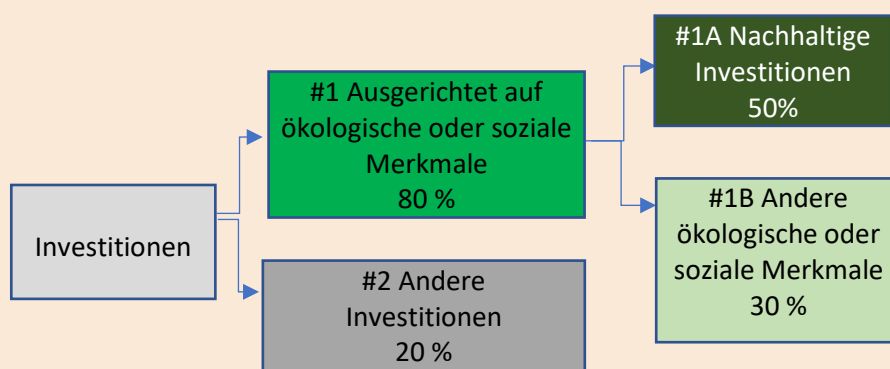 #1 Ausgerichtet auf
ökologische oder soziale
Merkmale
80 %
#1A Nachhaltige
Investitionen
50%
Investitionen
#1B Andere
ökologische oder
soziale Merkmale
30 %
#2 Andere
Investitionen
20 %